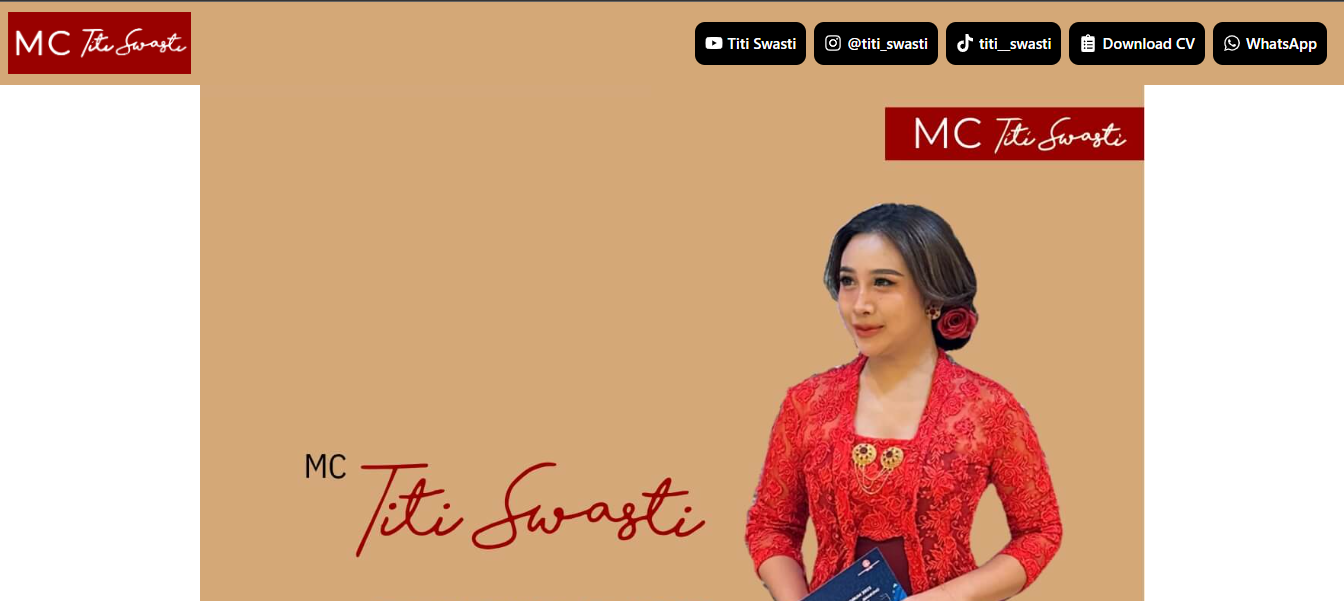 MC Titi Swasti
Titi Swasti
@titi_swasti
titi__swasti
Download CV
WhatsApp
MC Titi Swasti
MC Titi Swasti